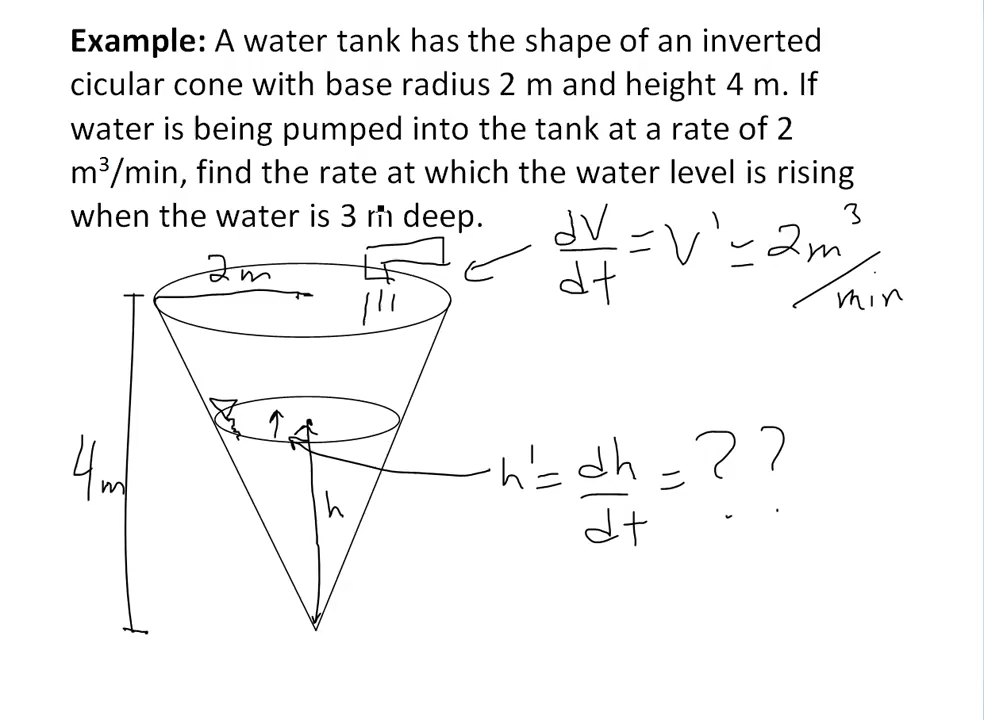 Example: A water tank has the shape of an inverted
cicular cone with base radius 2 m and height 4 m. If
water is being pumped into the tank at a rate of 2
m³/min, find the rate at which the water level is rising
when the water is 3 m deep.
dV/dt = V' = 2m³/min
2m
4m
h
h' = dh/dt = ? ?